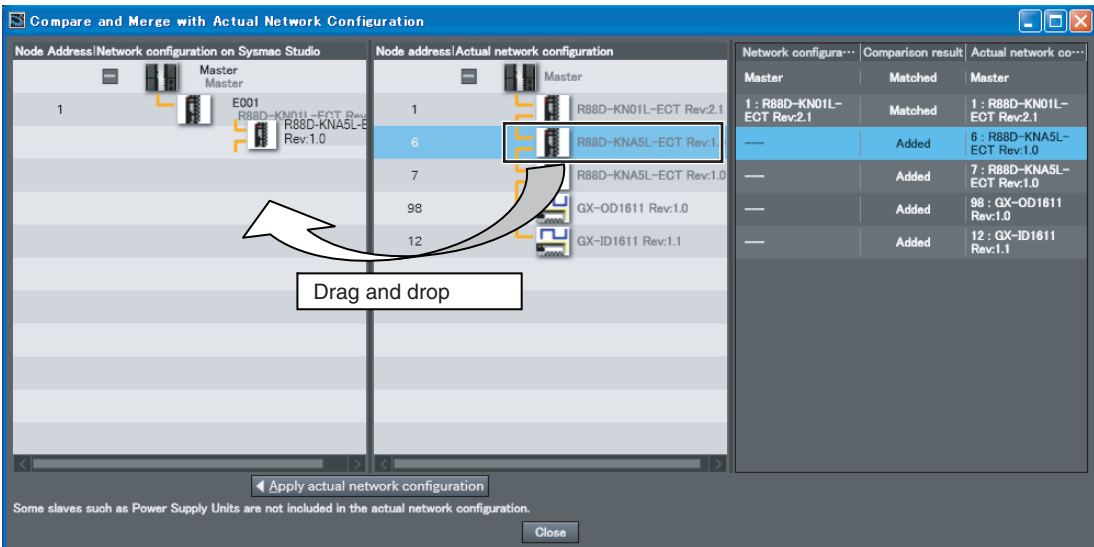 Compare and Merge with Actual Network Configuration
Node Address|Network configuration on Sysmac Studio
Master
Master
1
E001
R88D-KN01L-ECT Rev
R88D-KNA5L-E
Rev:1.0
Node address|Actual network configuration
Master
1
R88D-KN01L-ECT Rev:2.1
6
R88D-KNA5L-ECT Rev:1.
7
R88D-KNA5L-ECT Rev:1.0
98
GX-OD1611 Rev:1.0
12
GX-ID1611 Rev:1.1
Drag and drop
Network configura··· Comparison result Actual network co···
Master Matched Master
1 : R88D-KN01L- Matched 1 : R88D-KN01L-
ECT Rev:2.1 ECT Rev:2.1
--- Added 6 : R88D-KNA5L-
ECT Rev:1.0
--- Added 7 : R88D-KNA5L-
ECT Rev:1.0
--- Added 98 : GX-OD1611
Rev:1.0
--- Added 12 : GX-ID1611
Rev:1.1
Apply actual network configuration
Some slaves such as Power Supply Units are not included in the actual network configuration.
Close